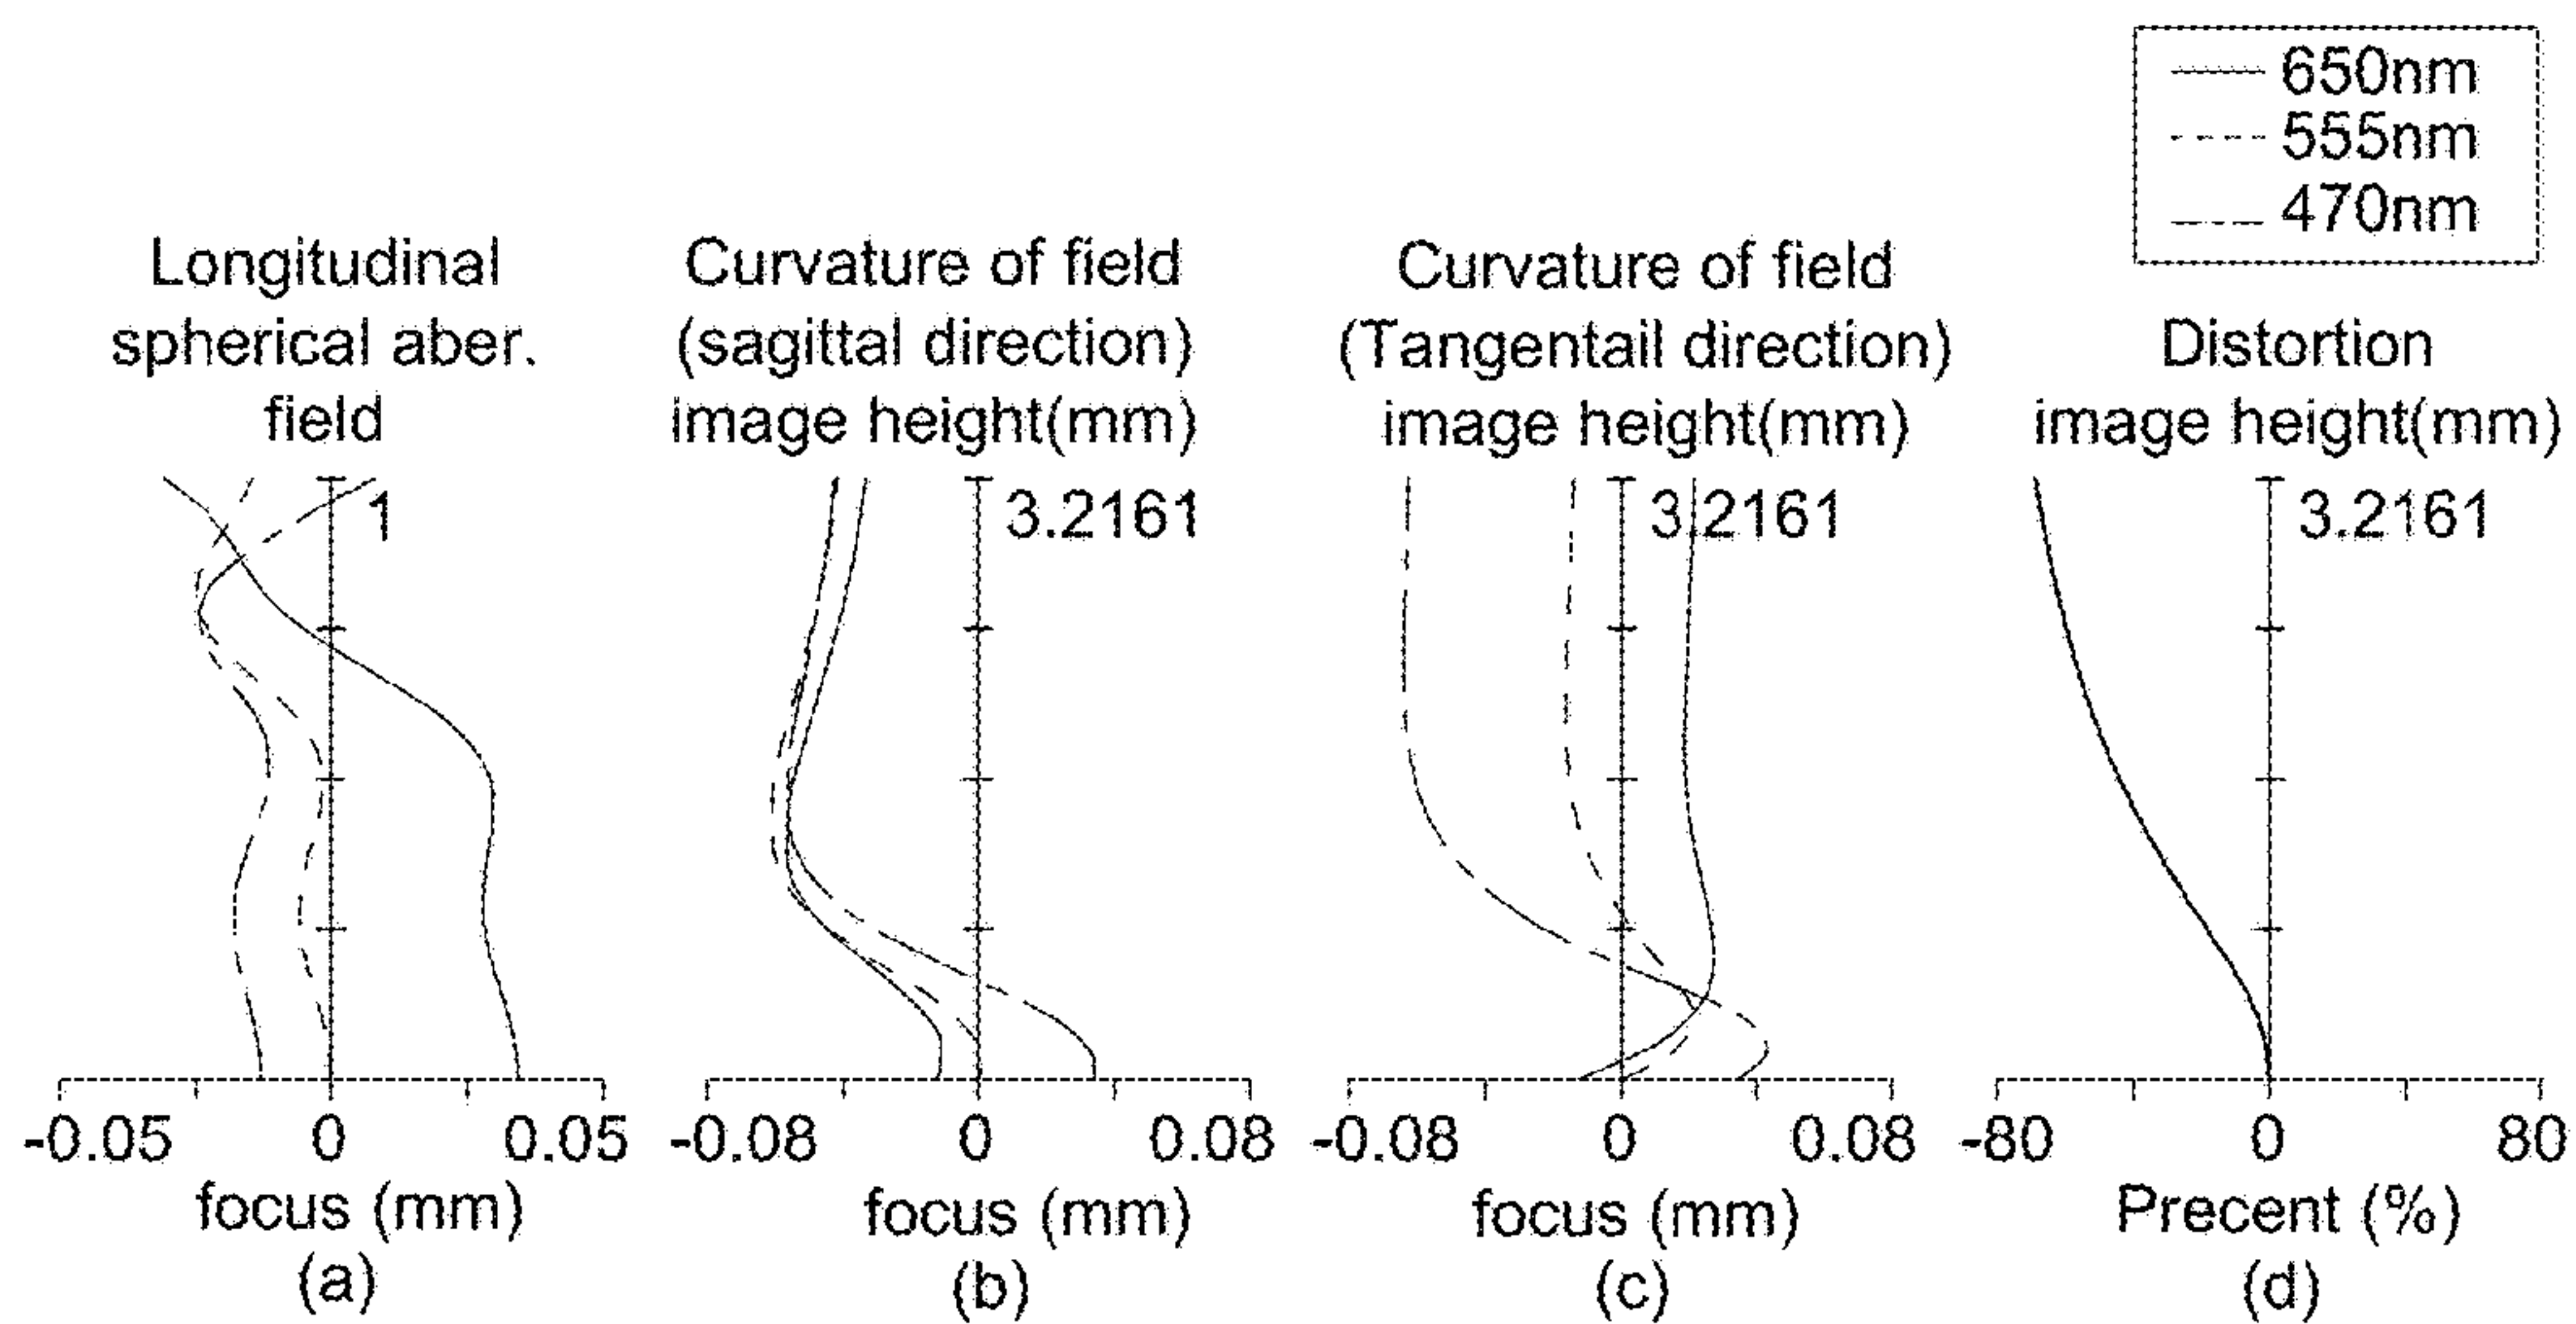 650nm
555nm
470nm
Longitudinal
spherical aber.
field
1
-0.05 0 0.05
focus (mm)
(a)
Curvature of field
(sagittal direction)
image height(mm)
3.2161
-0.08 0 0.08
focus (mm)
(b)
Curvature of field
(Tangentail direction)
image height(mm)
3.2161
-0.08 0 0.08
focus (mm)
(c)
Distortion
image height(mm)
3.2161
-80 0 80
Precent (%)
(d)